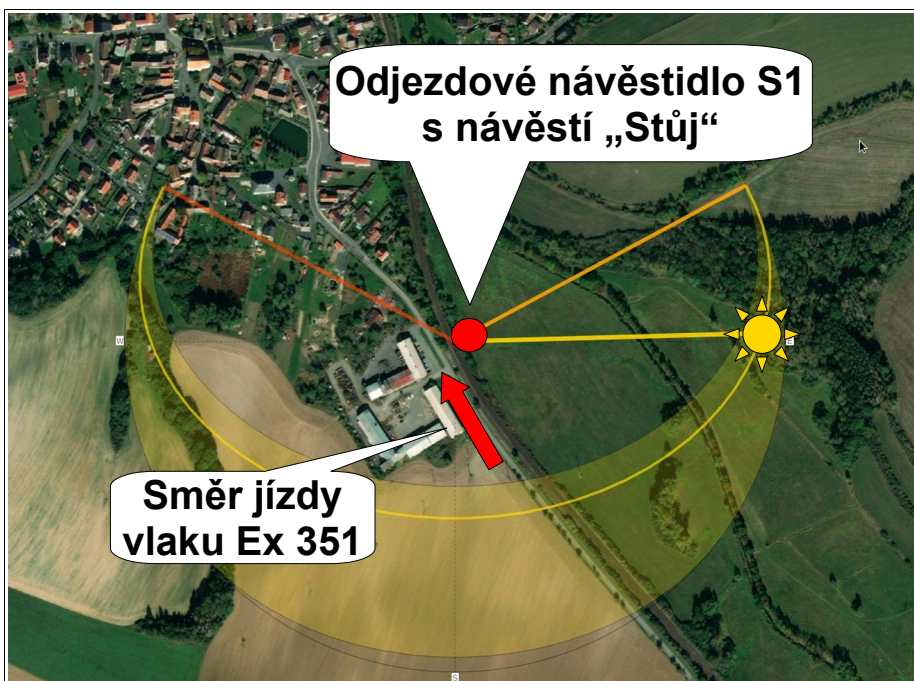 Odjezdové návěstidlo S1
s návěstí „Stůj“
W
E
Směr jízdy
vlaku Ex 351
S